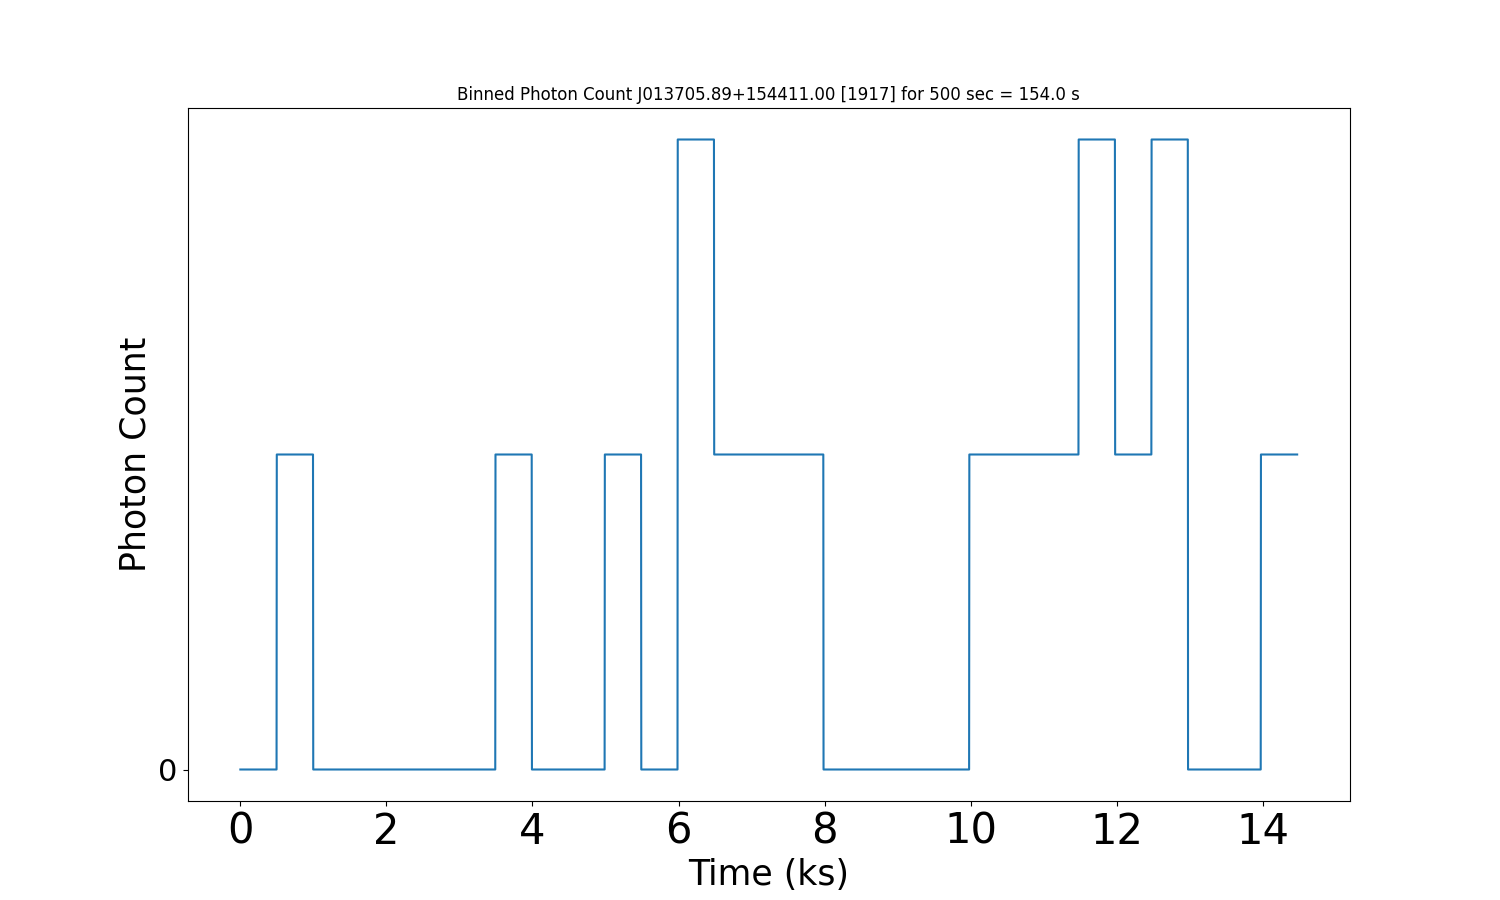 Binned Photon Count J013705.89+154411.00 [1917] for 500 sec = 154.0 s
Photon Count
0
0 2 4 6 8 10 12 14
Time (ks)